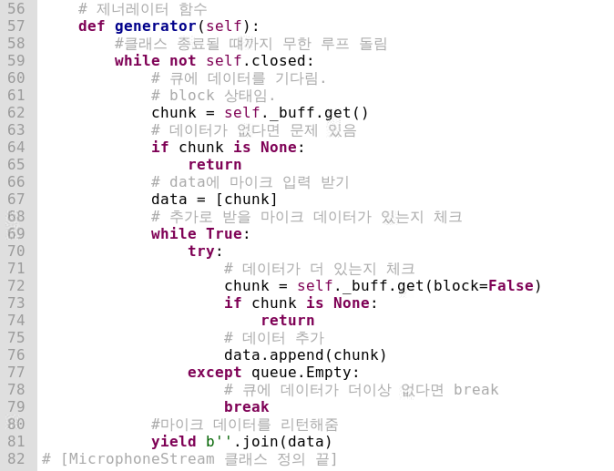 56     # 제너레이터 함수
57     def generator(self):
58         #클래스 종료될 떄까지 무한 루프 돌림
59         while not self.closed:
60             # 큐에 데이터를 기다림.
61             # block 상태임.
62             chunk = self._buff.get()
63             # 데이터가 없다면 문제 있음
64             if chunk is None:
65                 return
66             # data에 마이크 입력 받기
67             data = [chunk]
68             # 추가로 받을 마이크 데이터가 있는지 체크
69             while True:
70                 try:
71                     # 데이터가 더 있는지 체크
72                     chunk = self._buff.get(block=False)
73                     if chunk is None:
74                         return
75                     # 데이터 추가
76                     data.append(chunk)
77                 except queue.Empty:
78                     # 큐에 데이터가 더이상 없다면 break
79                     break
80             #마이크 데이터를 리턴해줌
81             yield b''.join(data)
82 # [MicrophoneStream 클래스 정의 끝]